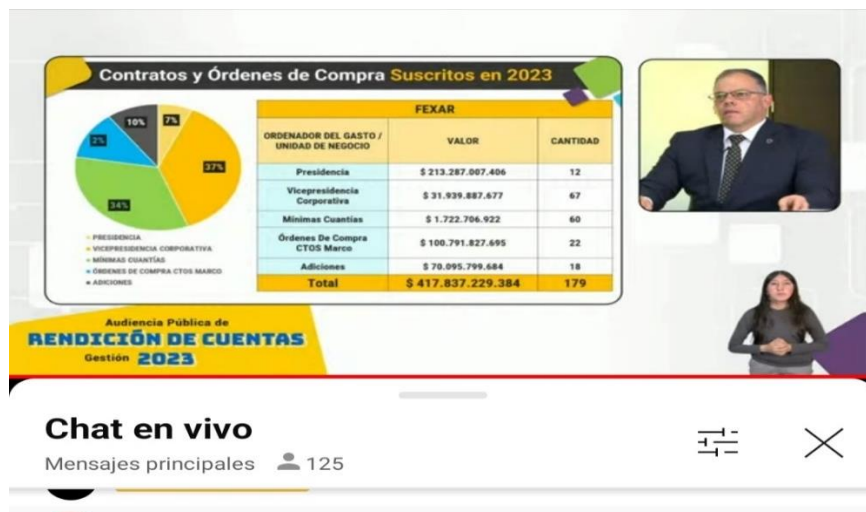 Contratos y Órdenes de Compra Suscritos en 2023
10%
7%
37%
34%
PRESIDENCIA
VICEPRESIDENCIA CORPORATIVA
MÍNIMAS CUANTÍAS
ÓRDENES DE COMPRA CTOS MARCO
ADICIONES
FEXAR
ORDENADOR DEL GASTO / UNIDAD DE NEGOCIO VALOR CANTIDAD
Presidencia $ 213.287.007.406 12
Vicepresidencia Corporativa $ 31.939.887.677 67
Mínimas Cuantías $ 1.722.706.922 60
Órdenes De Compra CTOS Marco $ 100.791.827.695 22
Adiciones $ 70.095.799.684 18
Total $ 417.837.229.384 179
Audiencia Pública de
RENDICIÓN DE CUENTAS
Gestión 2023
Chat en vivo
Mensajes principales 125